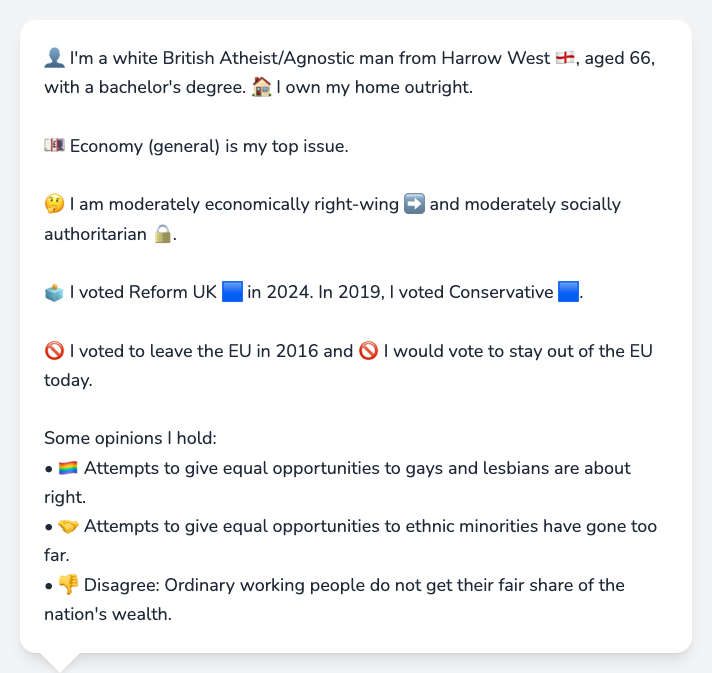 👤 I'm a white British Atheist/Agnostic man from Harrow West 🏴󠁧󠁢󠁥󠁮󠁧󠁿, aged 66,
with a bachelor's degree. 🏠 I own my home outright.
💷 Economy (general) is my top issue.
🤔 I am moderately economically right-wing ➡️ and moderately socially
authoritarian 🔒.
🗳️ I voted Reform UK 🟦 in 2024. In 2019, I voted Conservative 🟦.
🚫 I voted to leave the EU in 2016 and 🚫 I would vote to stay out of the EU
today.
Some opinions I hold:
• 🏳️‍🌈 Attempts to give equal opportunities to gays and lesbians are about
right.
• 🤝 Attempts to give equal opportunities to ethnic minorities have gone too
far.
• 👎 Disagree: Ordinary working people do not get their fair share of the
nation's wealth.